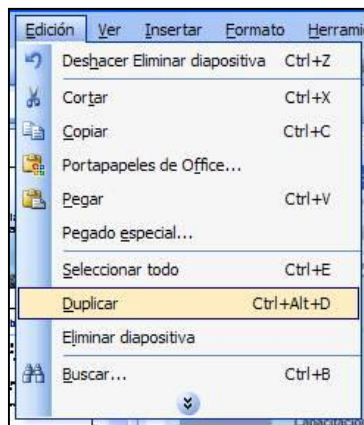 Edición Ver Insertar Formato
Deshacer Eliminar diapositiva Ctrl+Z
Cortar Ctrl+X
Copiar Ctrl+C
Portapapeles de Office...
Pegar Ctrl+V
Pegado especial...
Seleccionar todo Ctrl+E
Duplicar Ctrl+Alt+D
Eliminar diapositiva
Buscar... Ctrl+B